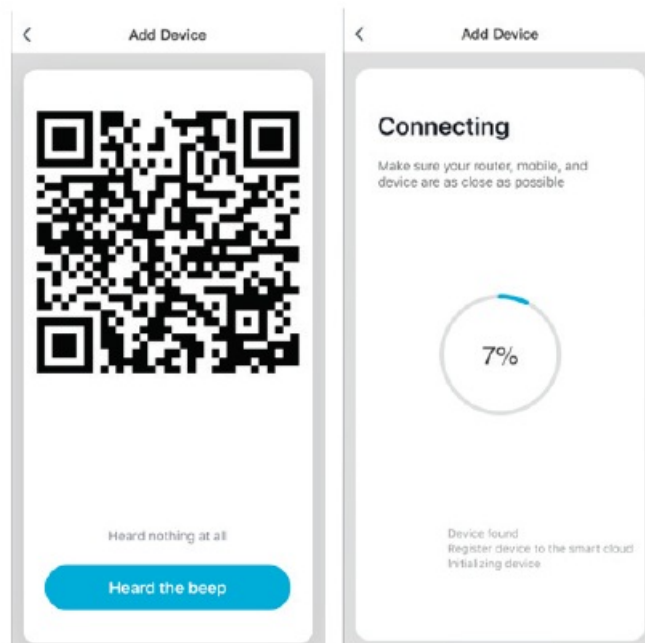 Add Device
Heard nothing at all
Heard the beep
Add Device
Connecting
Make sure your router, mobile, and
device are as close as possible
7%
Device found
Register device to the smart cloud
Initializing device